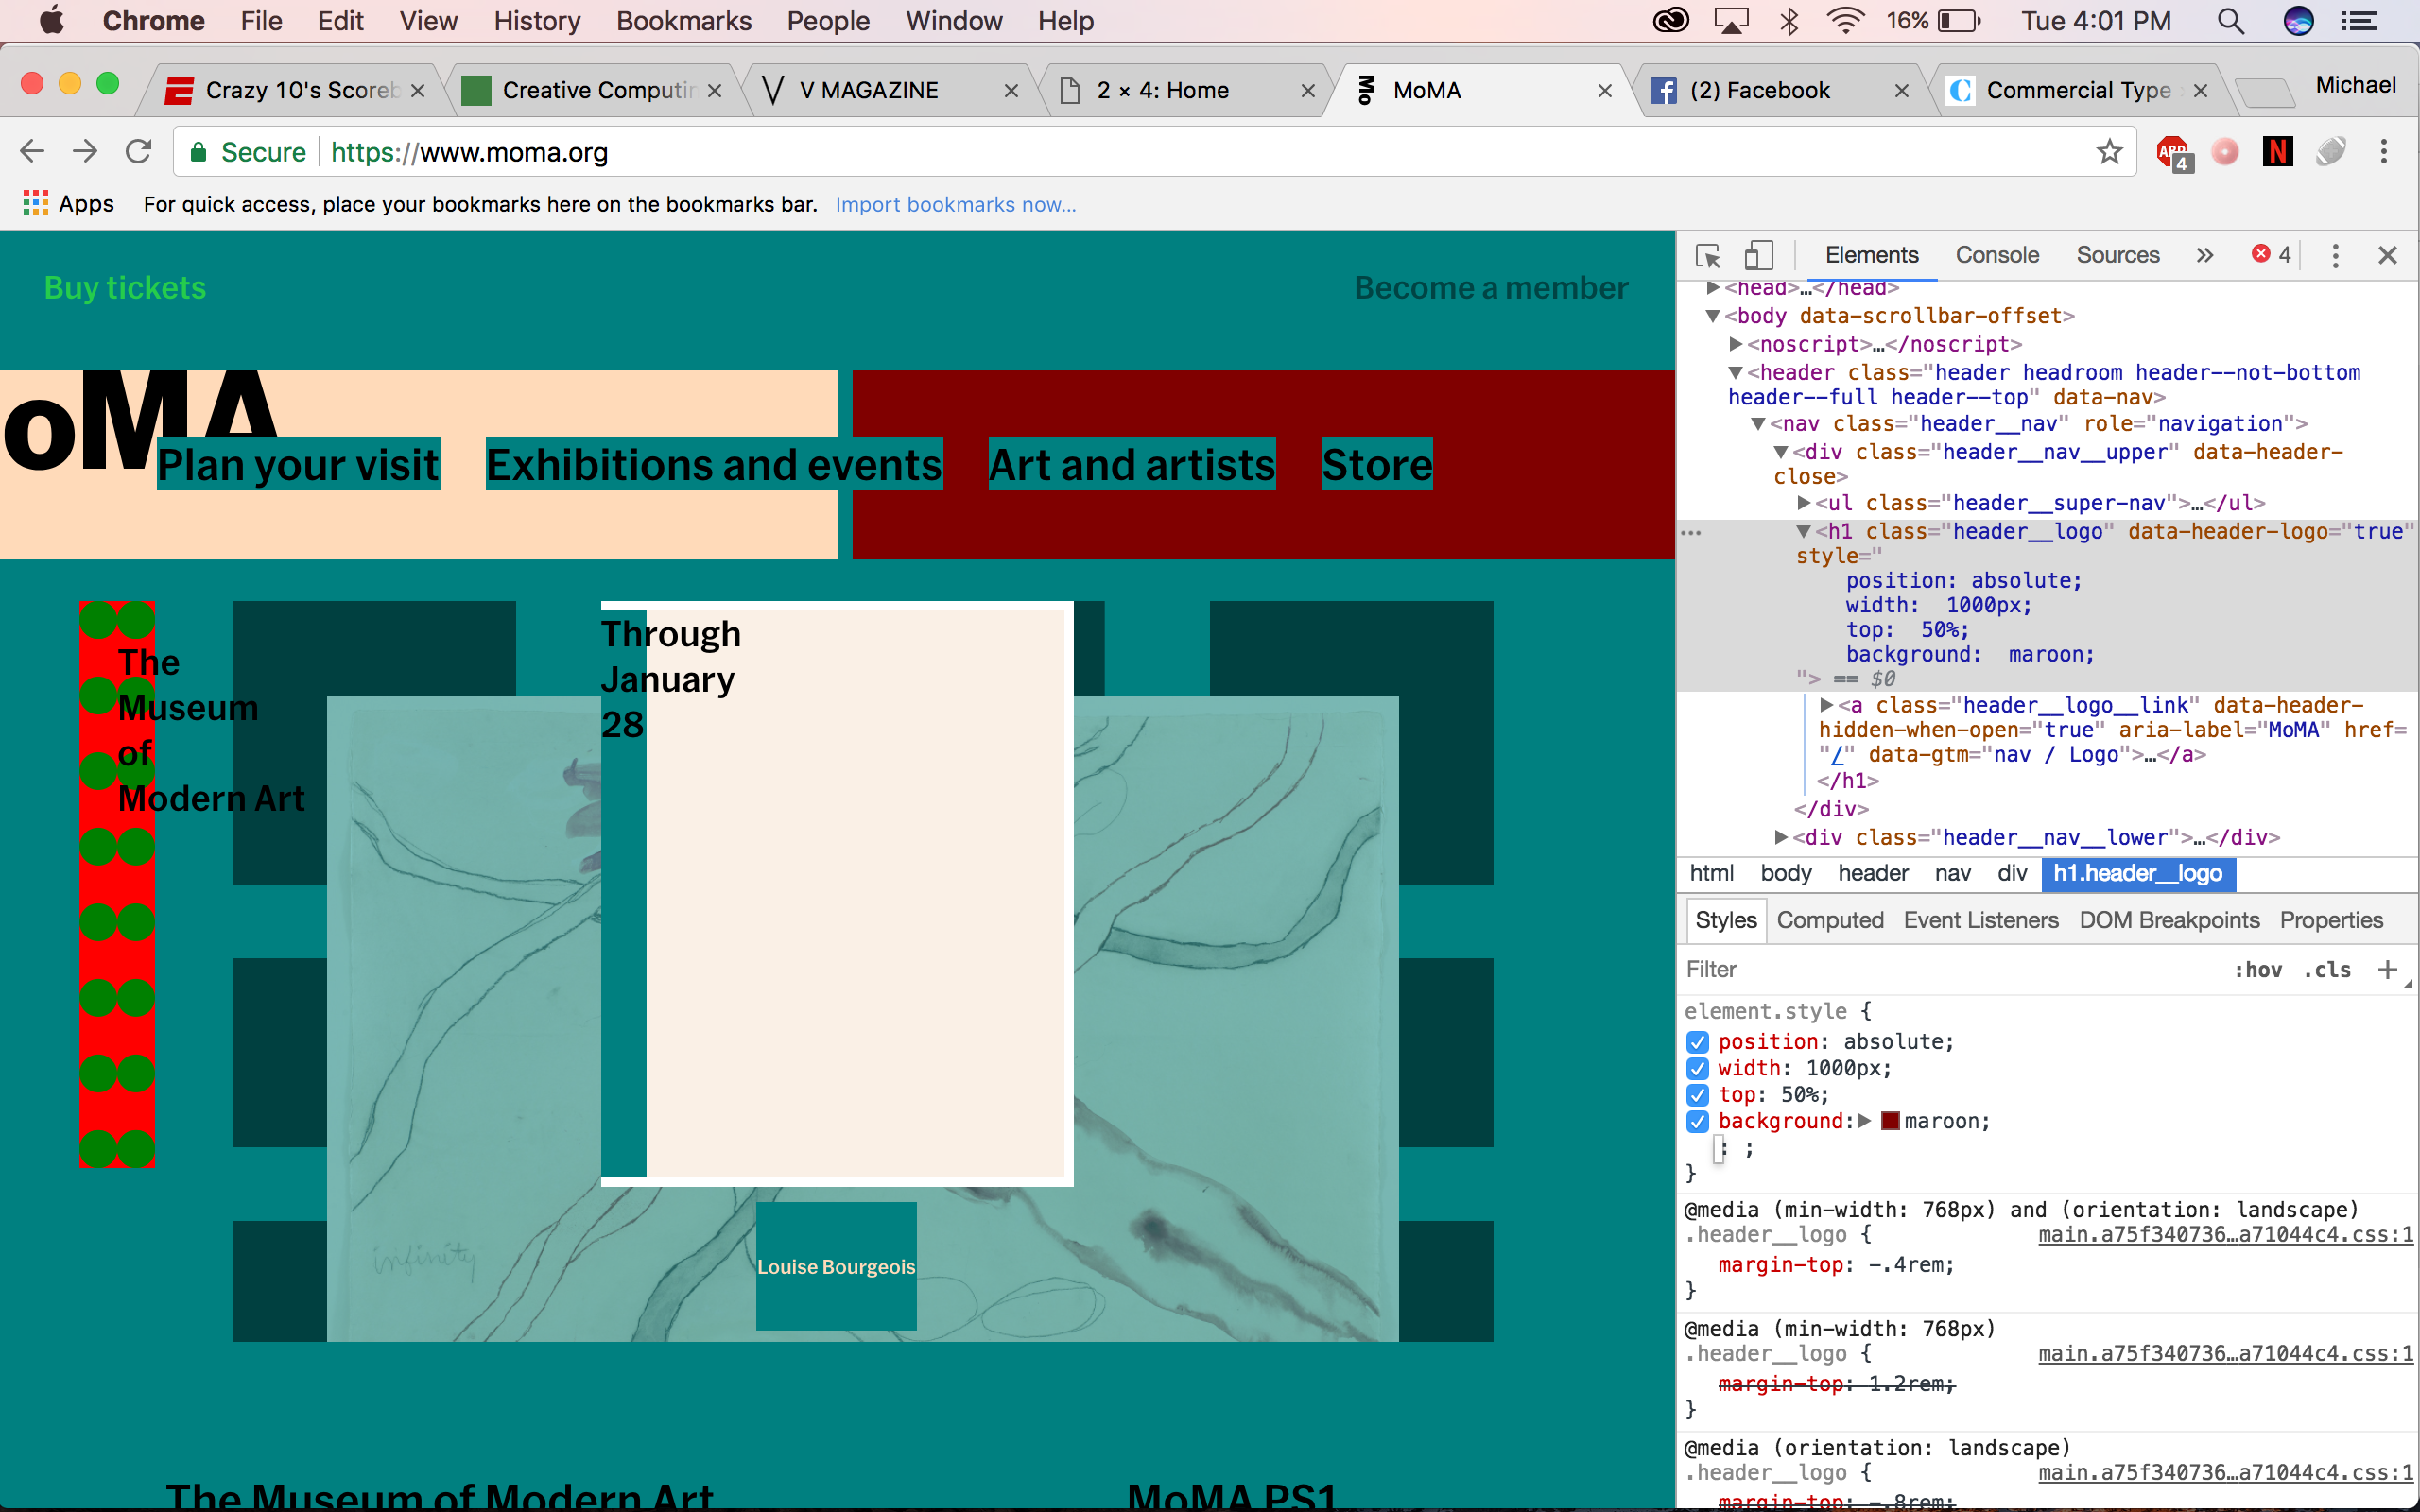 Chrome File Edit View History Bookmarks People Window Help 16% Tue 4:01 PM
Crazy 10's Scoreb Creative Computin V MAGAZINE 2 × 4: Home MoMA (2) Facebook Commercial Type Michael
Secure https://www.moma.org ABP 4 N
Apps For quick access, place your bookmarks here on the bookmarks bar. Import bookmarks now...
Buy tickets Become a member
oMA
Plan your visit Exhibitions and events Art and artists Store
The
Museum
of
Modern Art
Through
January
28
infinity
Louise Bourgeois
The Museum of Modern Art MoMA PS1
Elements Console Sources » 4
<head>…</head>
<body data-scrollbar-offset>
<noscript>…</noscript>
<header class="header headroom header--not-bottom
header--full header--top" data-nav>
<nav class="header__nav" role="navigation">
<div class="header__nav__upper" data-header-
close>
<ul class="header__super-nav">…</ul>
… <h1 class="header__logo" data-header-logo="true"
style="
position: absolute;
width:  1000px;
top:  50%;
background:  maroon;
"> == $0
<a class="header__logo__link" data-header-
hidden-when-open="true" aria-label="MoMA" href=
"/" data-gtm="nav / Logo">…</a>
</h1>
</div>
<div class="header__nav__lower">…</div>
html body header nav div h1.header__logo
Styles Computed Event Listeners DOM Breakpoints Properties
Filter :hov .cls +
element.style {
position: absolute;
width: 1000px;
top: 50%;
background: maroon;
: ;
}
@media (min-width: 768px) and (orientation: landscape)
.header__logo { main.a75f340736…a71044c4.css:1
margin-top: -.4rem;
}
@media (min-width: 768px)
.header__logo { main.a75f340736…a71044c4.css:1
margin-top: 1.2rem;
}
@media (orientation: landscape)
.header__logo { main.a75f340736…a71044c4.css:1
margin-top: .8rem;